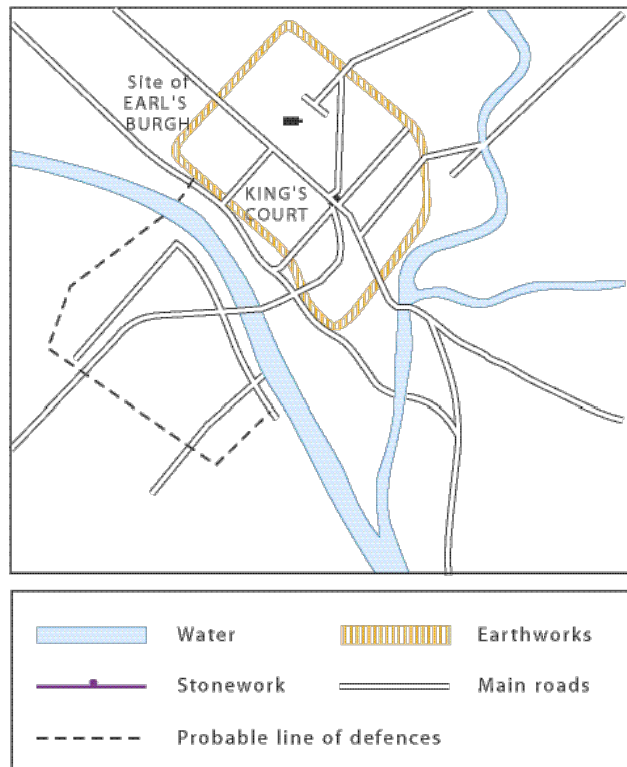 Site of
EARL'S
BURGH
KING'S
COURT
Water
Earthworks
Stonework
Main roads
Probable line of defences